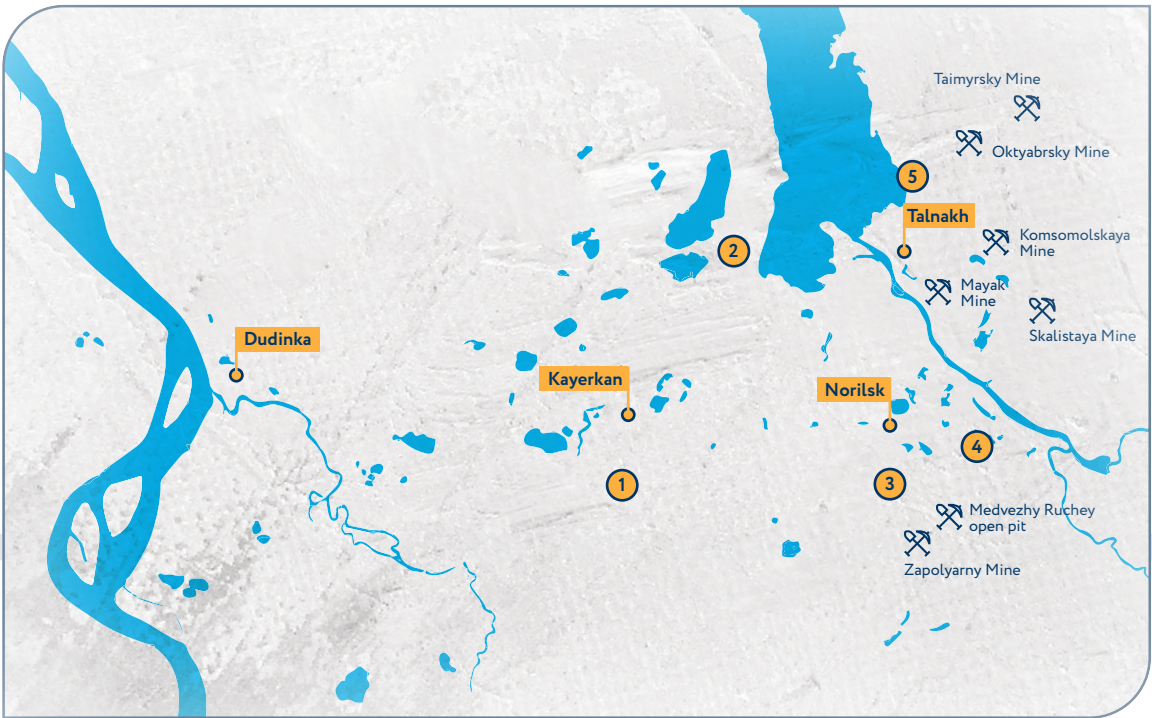 Taimyrsky Mine
Oktyabrsky Mine
5
Talnakh
Komsomolskaya
Mine
2
Mayak
Mine
Skalistaya Mine
Dudinka
Kayerkan
Norilsk
4
1
3
Medvezhy Ruchey
open pit
Zapolyarny Mine